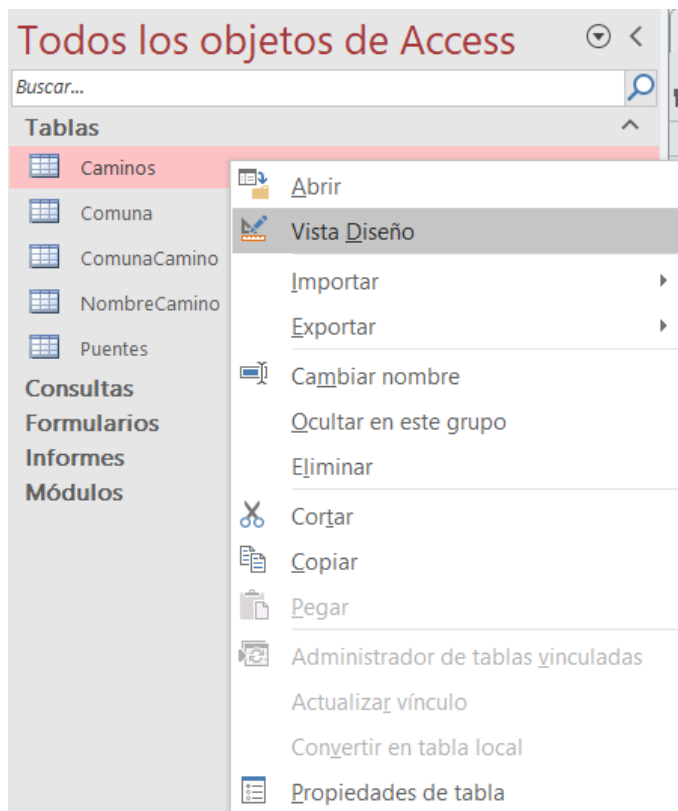 Todos los objetos de Access
Buscar...
Tablas
Caminos
Comuna
ComunaCamino
NombreCamino
Puentes
Consultas
Formularios
Informes
Módulos
Abrir
Vista Diseño
Importar
Exportar
Cambiar nombre
Ocultar en este grupo
Eliminar
Cortar
Copiar
Pegar
Administrador de tablas vinculadas
Actualizar vínculo
Convertir en tabla local
Propiedades de tabla